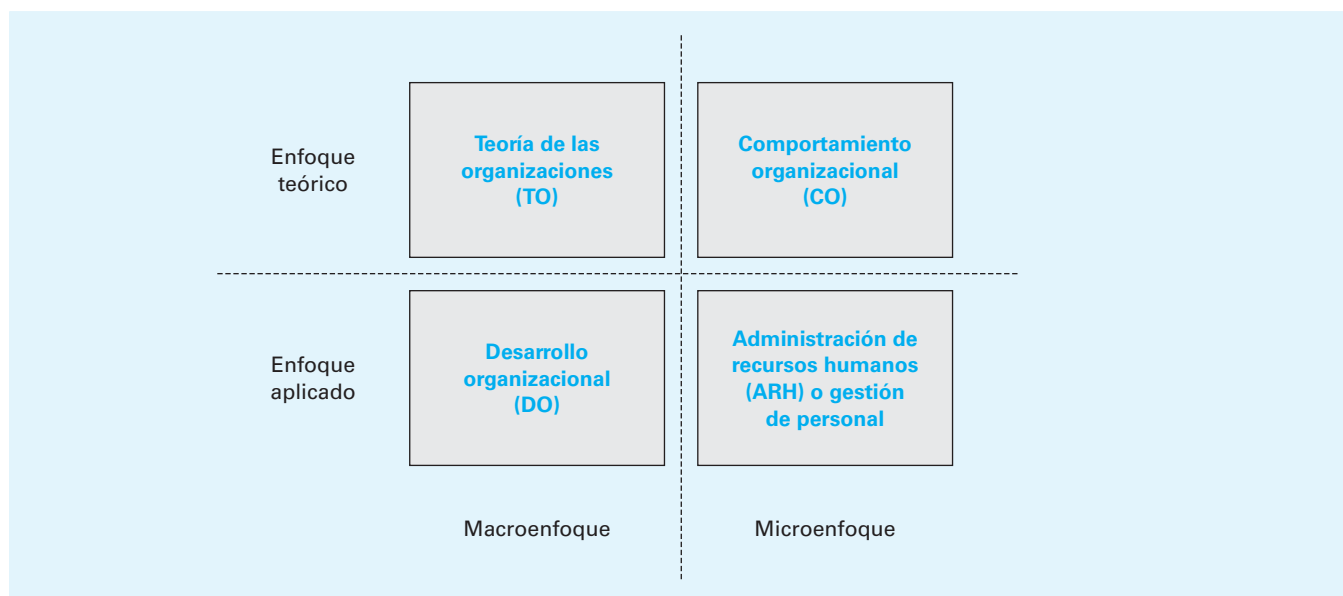 Enfoque
teórico
Teoría de las
organizaciones
(TO)
Comportamiento
organizacional
(CO)
Enfoque
aplicado
Desarrollo
organizacional
(DO)
Administración de
recursos humanos
(ARH) o gestión
de personal
Macroenfoque
Microenfoque